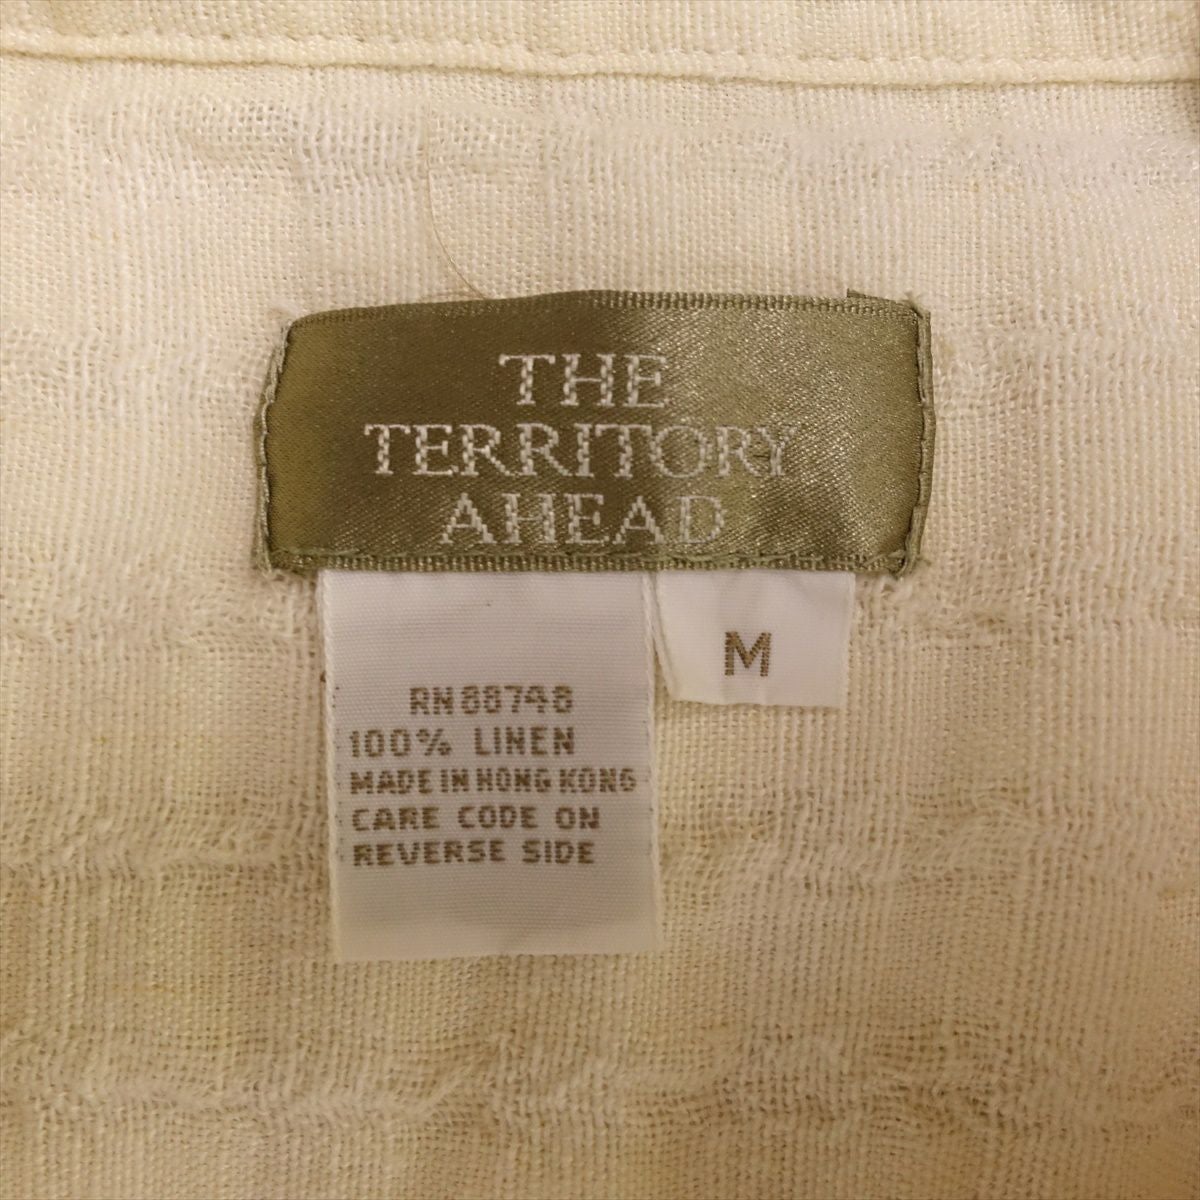 THE
TERRITORY
AHEAD
M
RN 88748
100% LINEN
MADE IN HONG KONG
CARE CODE ON
REVERSE SIDE